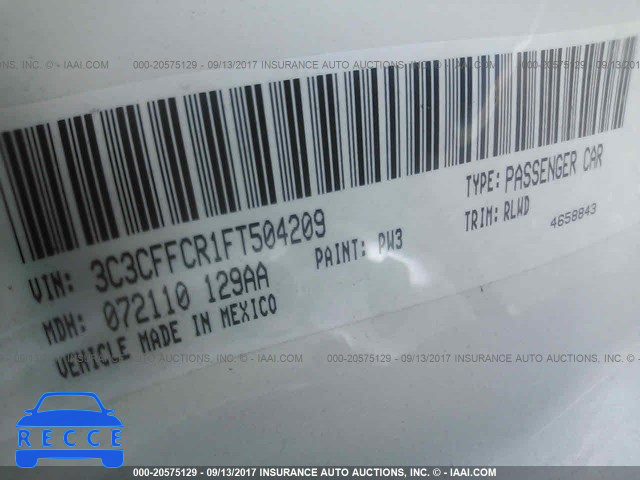 000-20575129 - 09/13/2017 INSURANCE AUTO AUCTIONS, INC. - © - IAAI.COM
TYPE: PASSENGER CAR
VIN: 3C3CFFCR1FT504209
PAINT: PW3
TRIM: RLWD
4658843
MDH: 072110 129AA
VEHICLE MADE IN MEXICO
000-20575129 - 09/13/2017 INSURANCE AUTO AUCTIONS, INC. - © - IAAI.COM
RECCE
000-20575129 - 09/13/2017 INSURANCE AUTO AUCTIONS, INC. - © - IAAI.COM